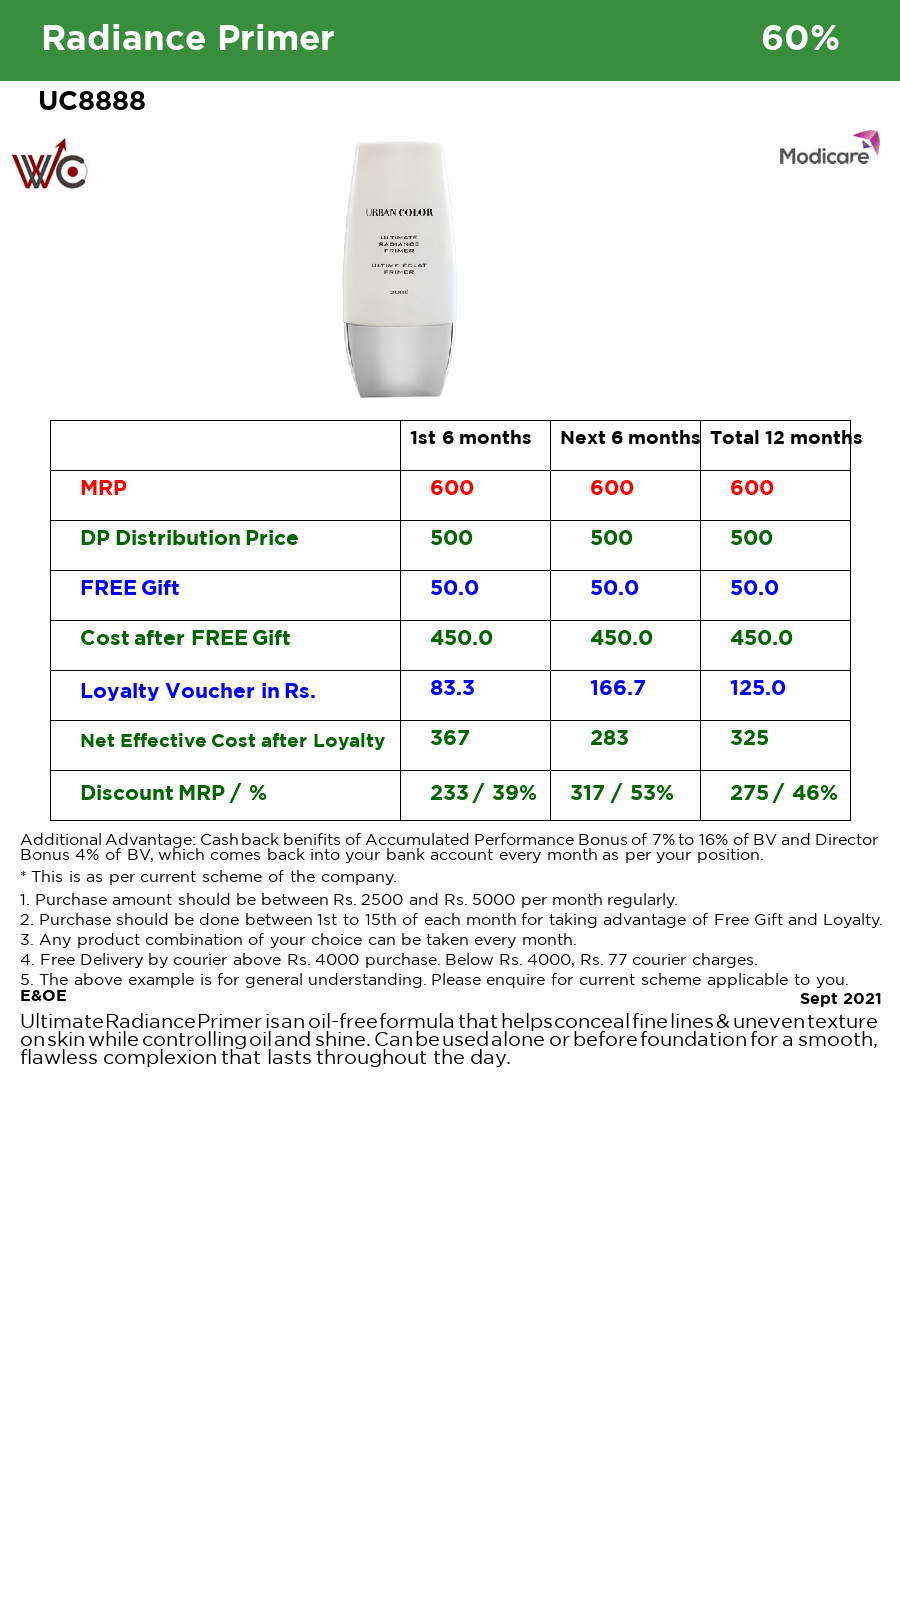 Radiance Primer 60%
UC8888
WC
Modicare
URBAN COLOR
ULTIMATE
RADIANCE
PRIMER
ULTIME ECLAT
PRIMER
30ml
1st 6 months Next 6 months Total 12 months
MRP 600 600 600
DP Distribution Price 500 500 500
FREE Gift 50.0 50.0 50.0
Cost after FREE Gift 450.0 450.0 450.0
Loyalty Voucher in Rs. 83.3 166.7 125.0
Net Effective Cost after Loyalty 367 283 325
Discount MRP / % 233 / 39% 317 / 53% 275 / 46%
Additional Advantage: Cashback benifits of Accumulated Performance Bonus of 7% to 16% of BV and Director
Bonus 4% of BV, which comes back into your bank account every month as per your position.
* This is as per current scheme of the company.
1. Purchase amount should be between Rs. 2500 and Rs. 5000 per month regularly.
2. Purchase should be done between 1st to 15th of each month for taking advantage of Free Gift and Loyalty.
3. Any product combination of your choice can be taken every month.
4. Free Delivery by courier above Rs. 4000 purchase. Below Rs. 4000, Rs. 77 courier charges.
5. The above example is for general understanding. Please enquire for current scheme applicable to you.
E&OE Sept 2021
Ultimate Radiance Primer is an oil-free formula that helps conceal fine lines & uneven texture
on skin while controlling oil and shine. Can be used alone or before foundation for a smooth,
flawless complexion that lasts throughout the day.